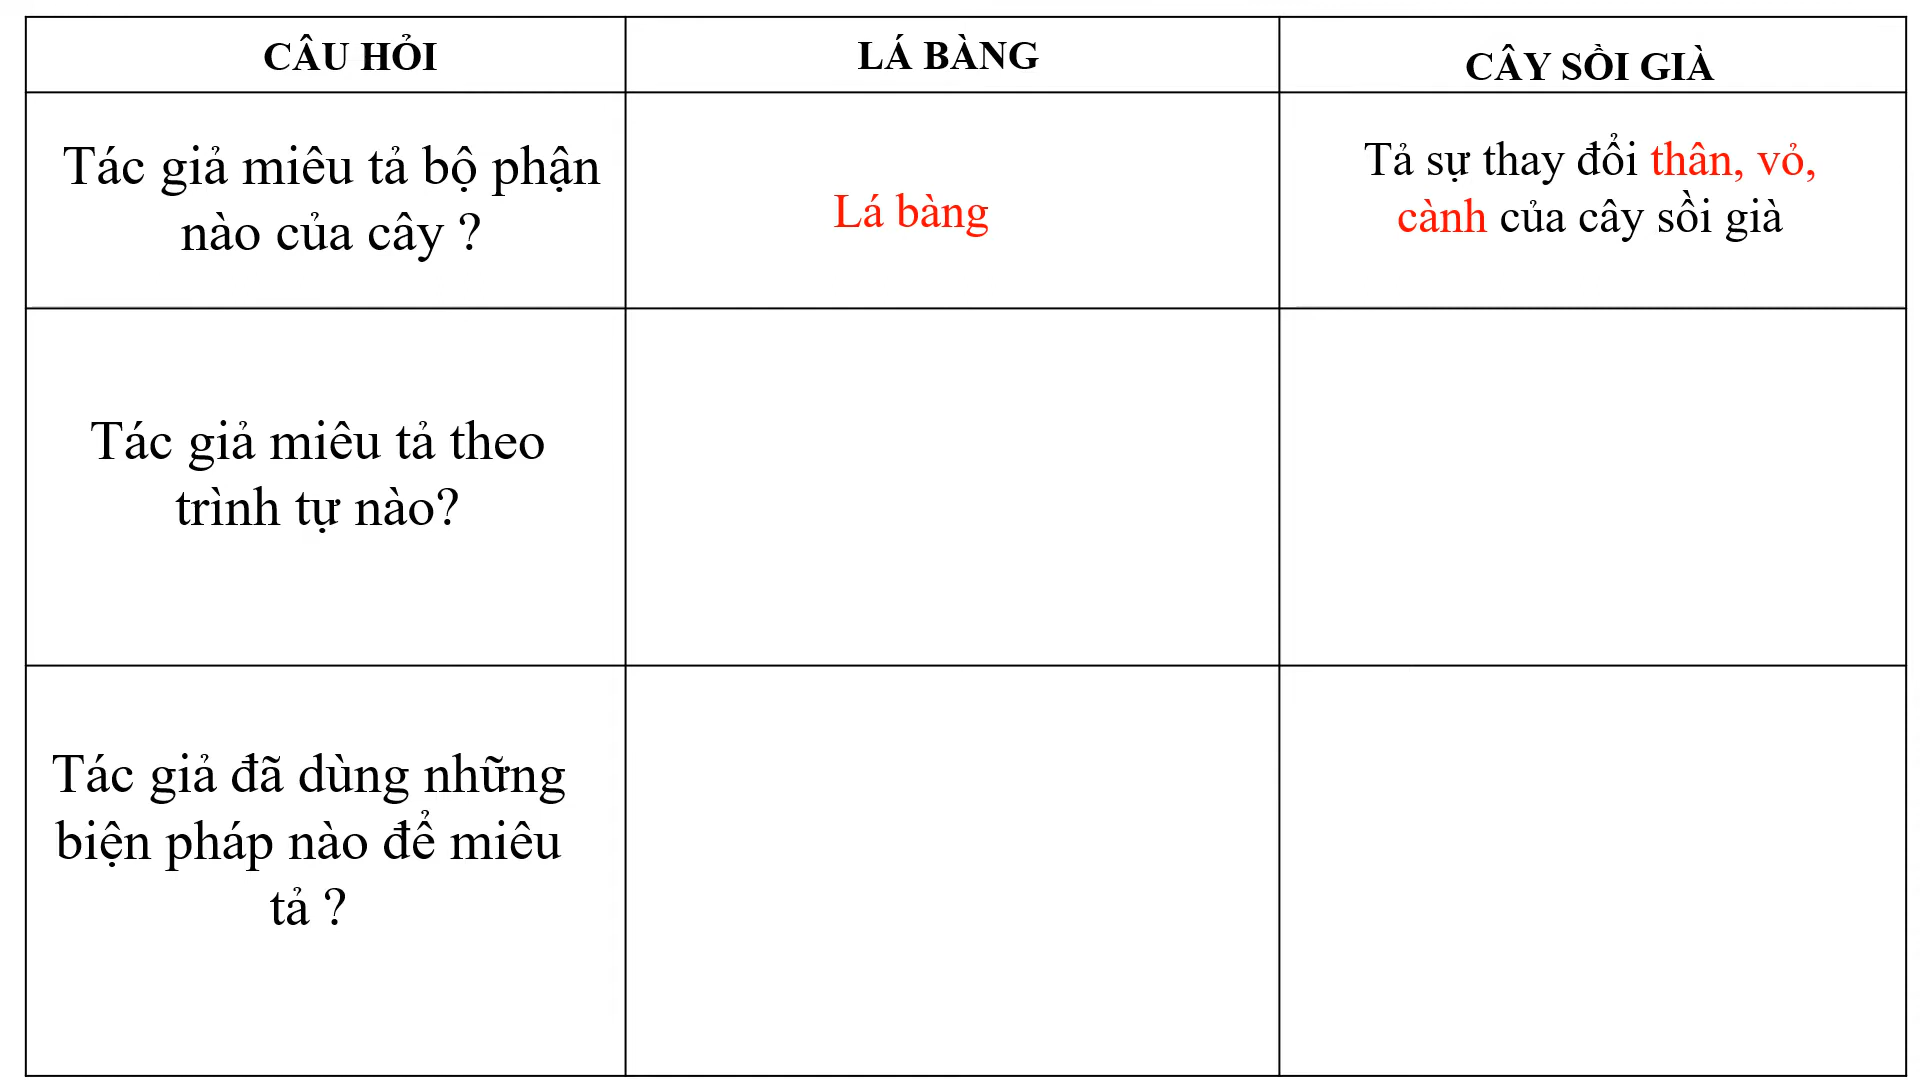 CÂU HỎI
LÁ BÀNG
CÂY SỒI GIÀ
Tác giả miêu tả bộ phận
nào của cây ?
Lá bàng
Tả sự thay đổi thân, vỏ,
cành của cây sồi già
Tác giả miêu tả theo
trình tự nào?
Tác giả đã dùng những
biện pháp nào để miêu
tả ?